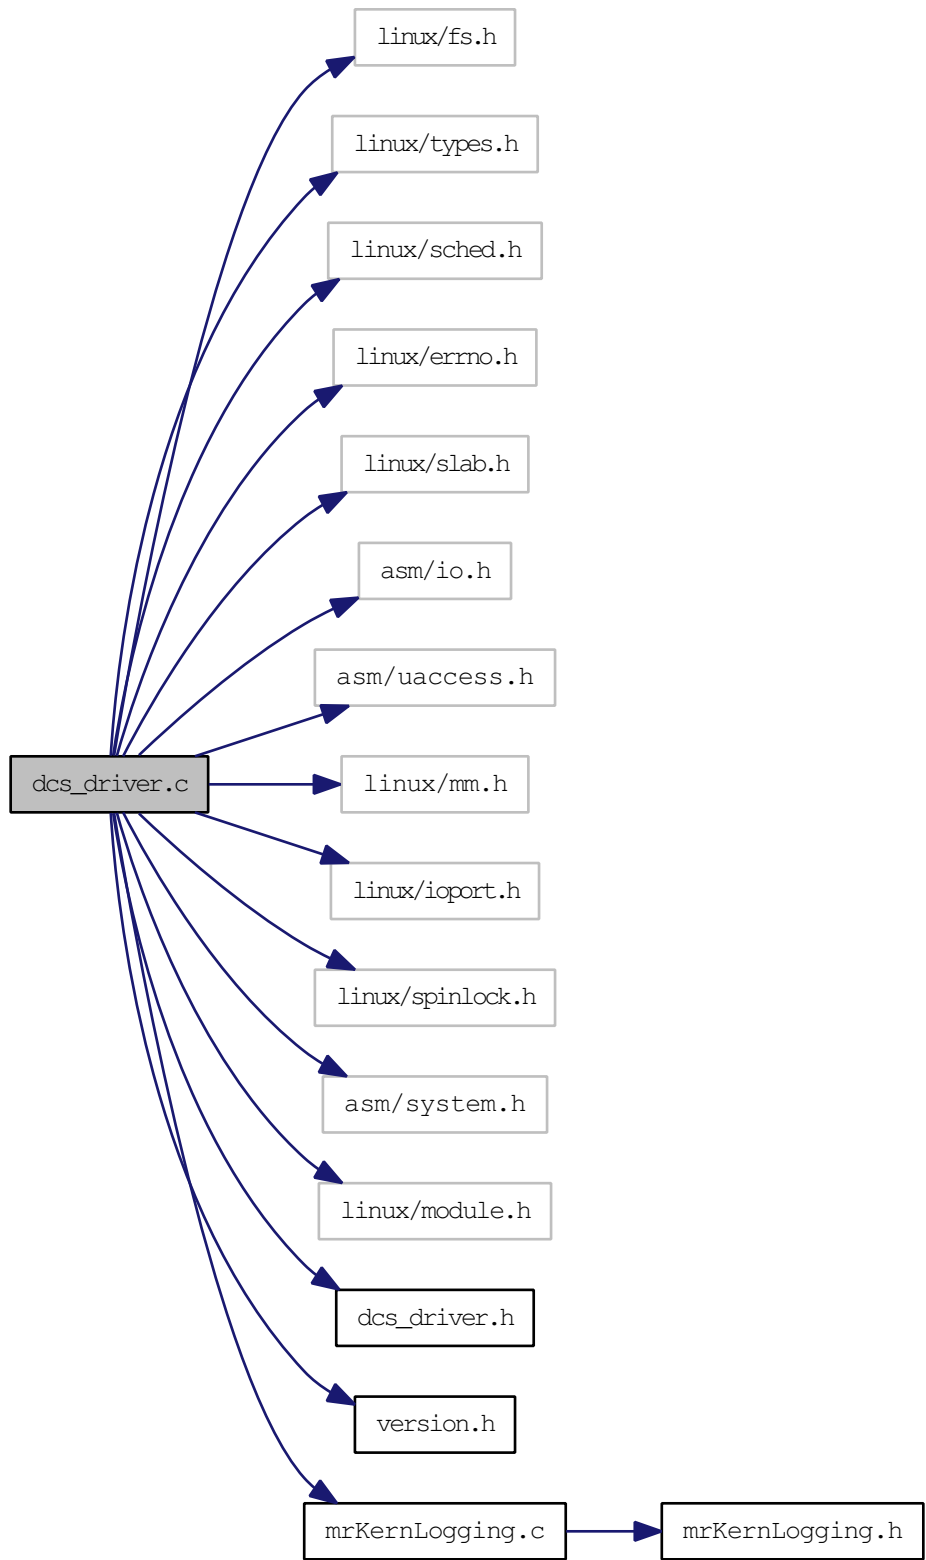 linux/fs.h
linux/types.h
linux/sched.h
linux/errno.h
linux/slab.h
asm/io.h
asm/uaccess.h
dcs_driver.c
linux/mm.h
linux/ioport.h
linux/spinlock.h
asm/system.h
linux/module.h
dcs_driver.h
version.h
mrKernLogging.c
mrKernLogging.h